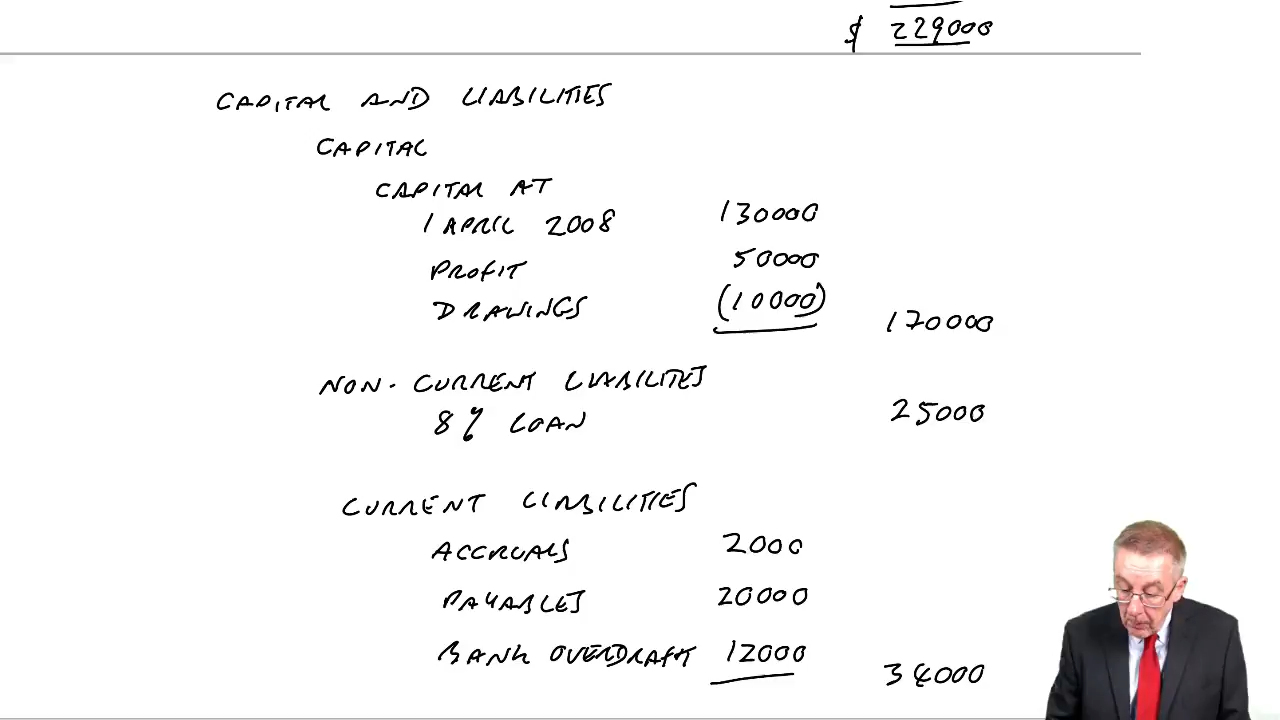 $ 229000
CAPITAL AND LIABILITIES
CAPITAL
CAPITAL AT
1 APRIL 2008 130000
PROFIT 50000
DRAWINGS (10000) 170000
NON-CURRENT LIABILITES
8% LOAN 25000
CURRENT LIABILITIES
ACCRUALS 2000
PAYABLES 20000
BANK OVERDRAFT 12000 34000